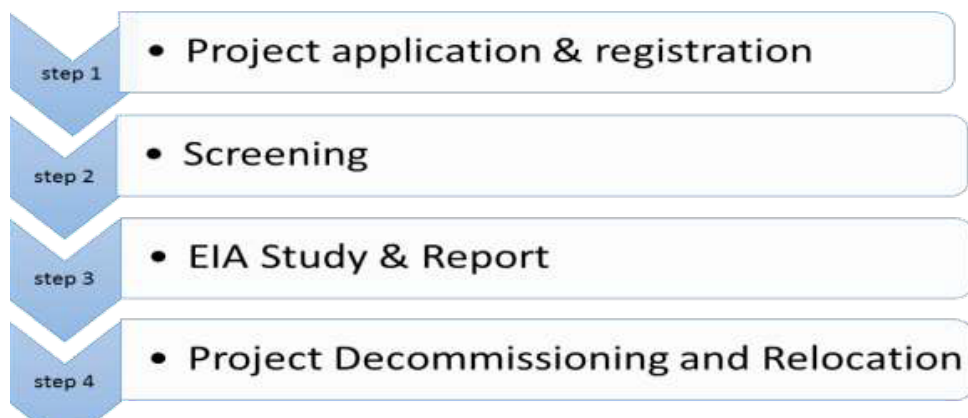 step 1
• Project application & registration
step 2
• Screening
step 3
• EIA Study & Report
step 4
• Project Decommissioning and Relocation